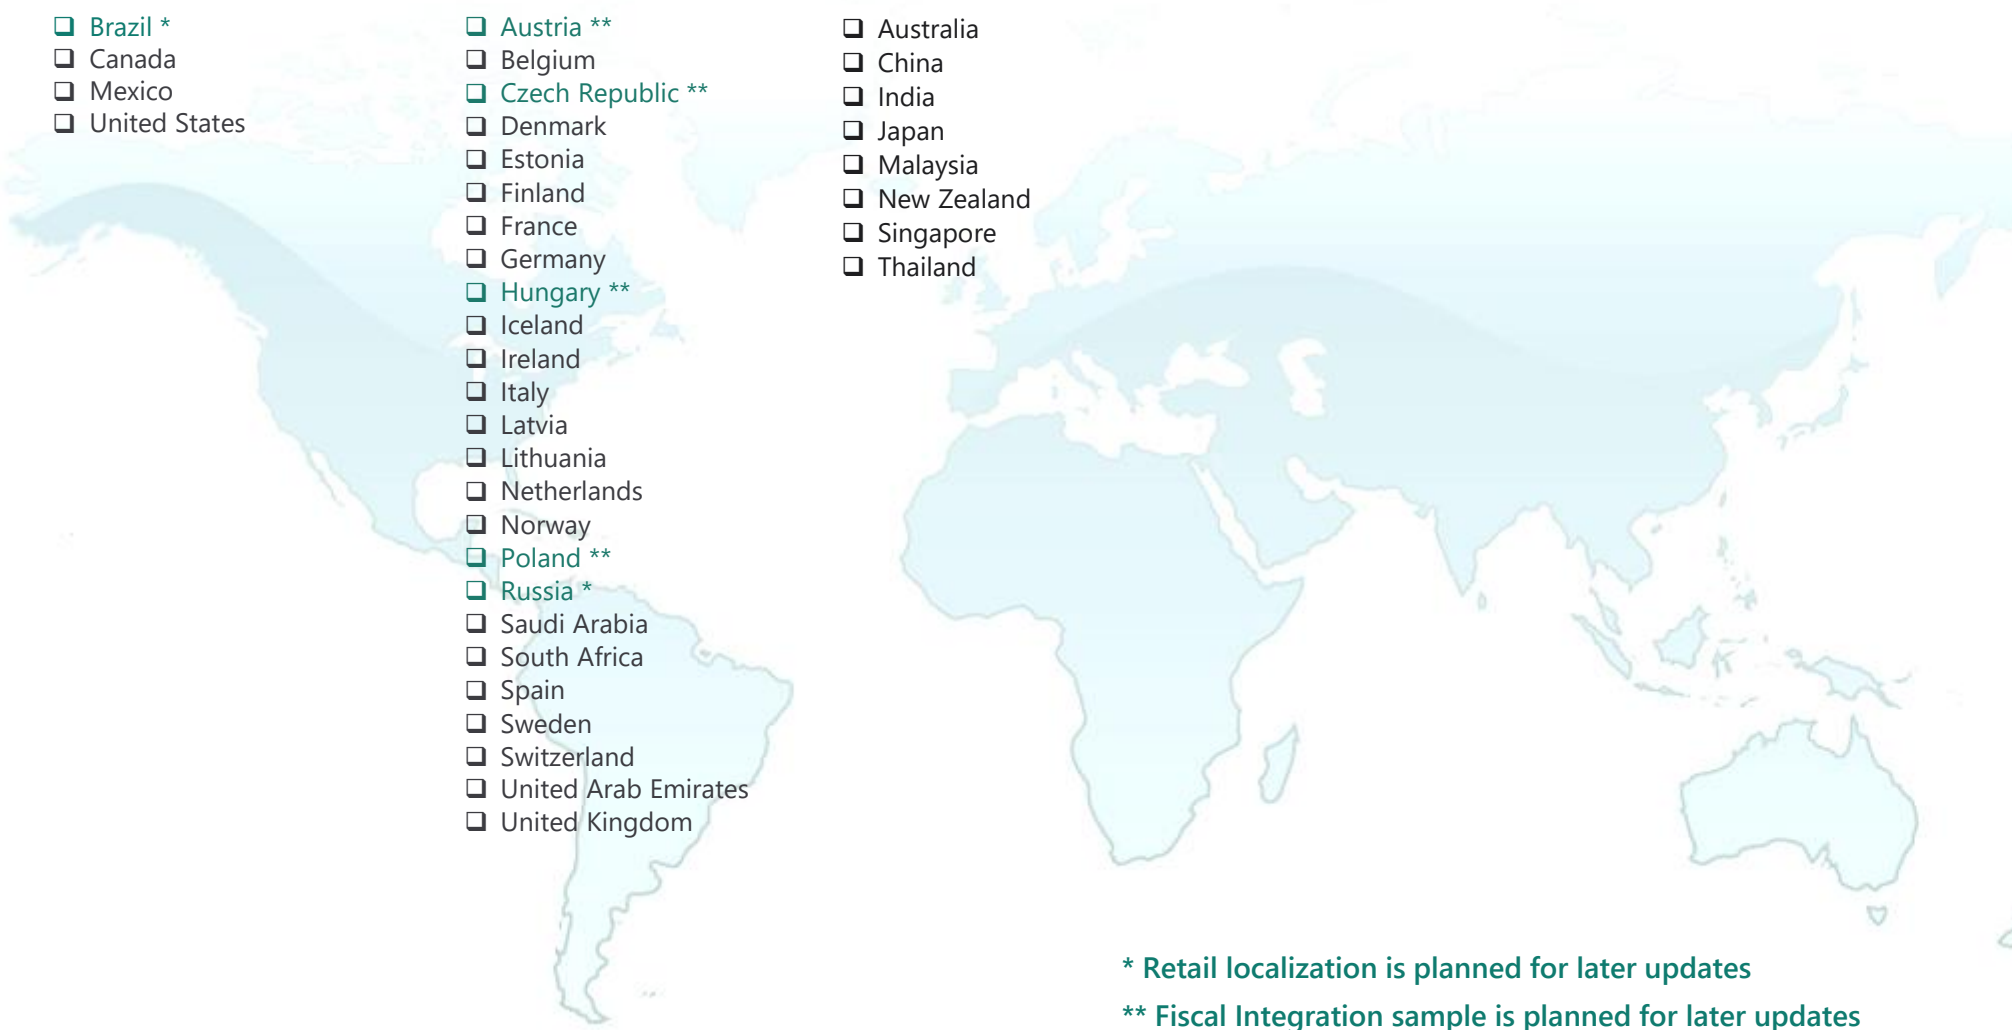 ❑ Brazil *
❑ Canada
❑ Mexico
❑ United States
❑ Austria **
❑ Belgium
❑ Czech Republic **
❑ Denmark
❑ Estonia
❑ Finland
❑ France
❑ Germany
❑ Hungary **
❑ Iceland
❑ Ireland
❑ Italy
❑ Latvia
❑ Lithuania
❑ Netherlands
❑ Norway
❑ Poland **
❑ Russia *
❑ Saudi Arabia
❑ South Africa
❑ Spain
❑ Sweden
❑ Switzerland
❑ United Arab Emirates
❑ United Kingdom
❑ Australia
❑ China
❑ India
❑ Japan
❑ Malaysia
❑ New Zealand
❑ Singapore
❑ Thailand
* Retail localization is planned for later updates
** Fiscal Integration sample is planned for later updates